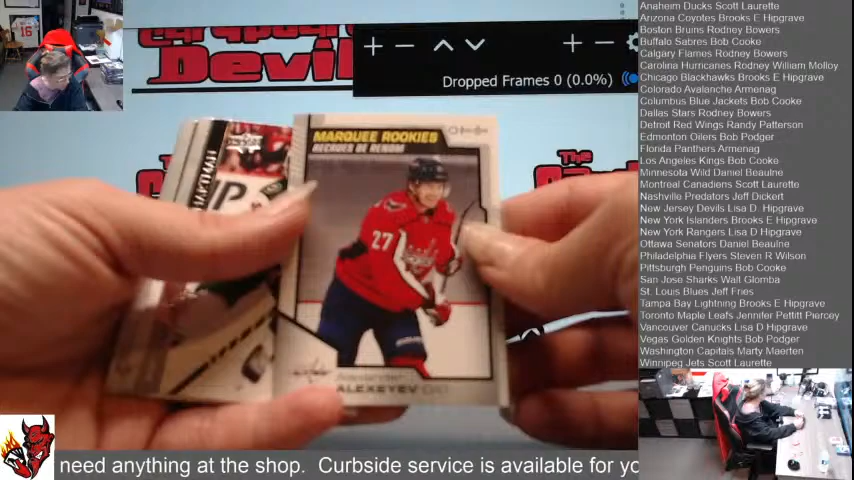 Cardboard
Devil
Dropped Frames 0 (0.0%)
MARQUEE ROOKIES
RECRUES DE RENOM
27
ALEXEYEV
The
The
16
Anaheim Ducks Scott Laurette
Arizona Coyotes Brooks E Hipgrave
Boston Bruins Rodney Bowers
Buffalo Sabres Bob Cooke
Calgary Flames Rodney Bowers
Carolina Hurricanes Rodney William Molloy
Chicago Blackhawks Brooks E Hipgrave
Colorado Avalanche Armenag
Columbus Blue Jackets Bob Cooke
Dallas Stars Rodney Bowers
Detroit Red Wings Randy Patterson
Edmonton Oilers Bob Podger
Florida Panthers Armenag
Los Angeles Kings Bob Cooke
Minnesota Wild Daniel Beaulne
Montreal Canadiens Scott Laurette
Nashville Predators Jeff Dickert
New Jersey Devils Lisa D Hipgrave
New York Islanders Brooks E Hipgrave
New York Rangers Lisa D Hipgrave
Ottawa Senators Daniel Beaulne
Philadelphia Flyers Steven R Wilson
Pittsburgh Penguins Bob Cooke
San Jose Sharks Walt Glomba
St. Louis Blues Jeff Fries
Tampa Bay Lightning Brooks E Hipgrave
Toronto Maple Leafs Jennifer Pettitt Piercey
Vancouver Canucks Lisa D Hipgrave
Vegas Golden Knights Bob Podger
Washington Capitals Marty Maerten
Winnipeg Jets Scott Laurette
need anything at the shop. Curbside service is available for yo